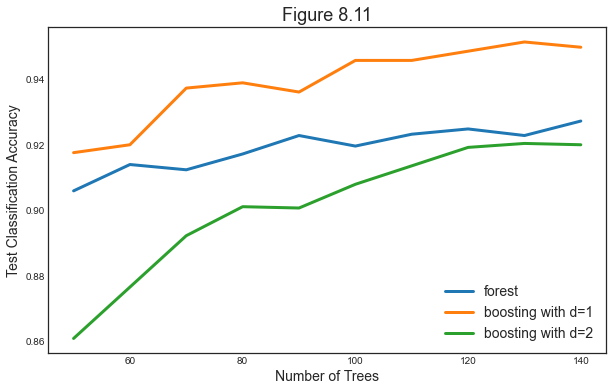 Figure 8.11
Test Classification Accuracy
0.94
0.92
0.90
0.88
0.86
forest
boosting with d=1
boosting with d=2
60 80 100 120 140
Number of Trees